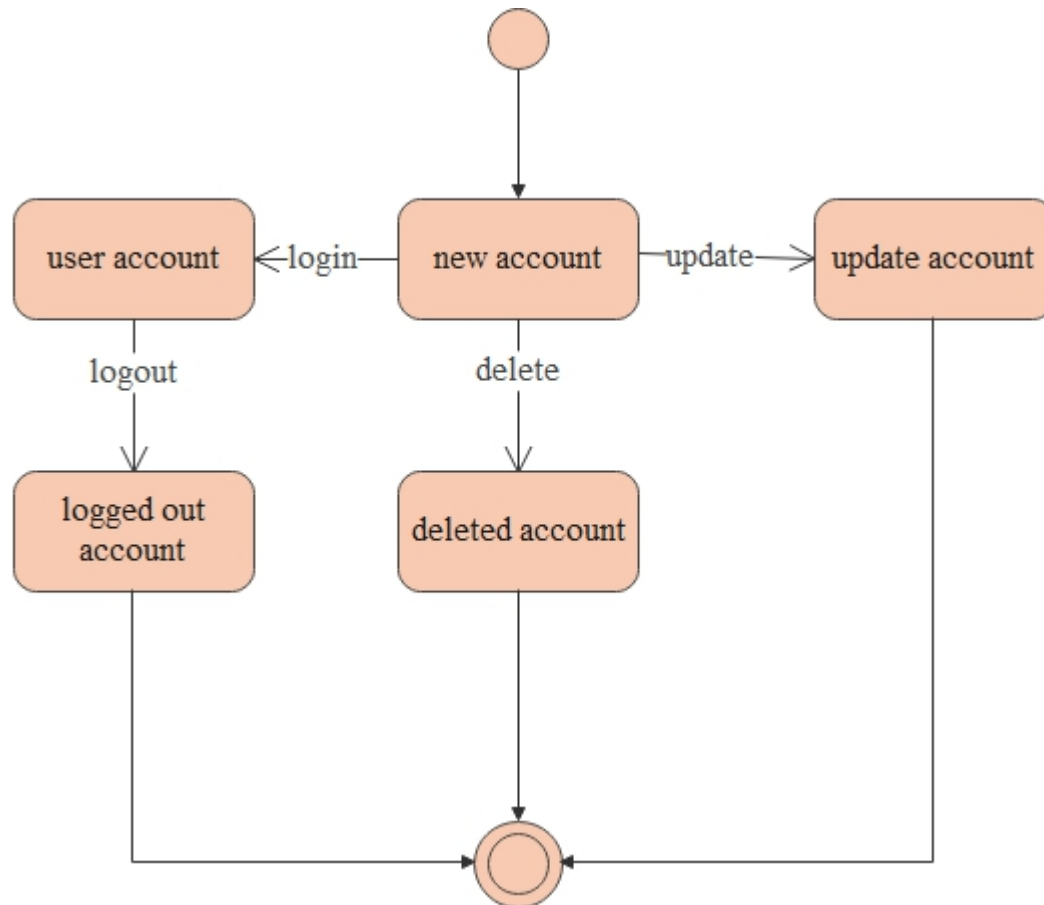 user account
login
new account
update
update account
logout
delete
logged out
account
deleted account